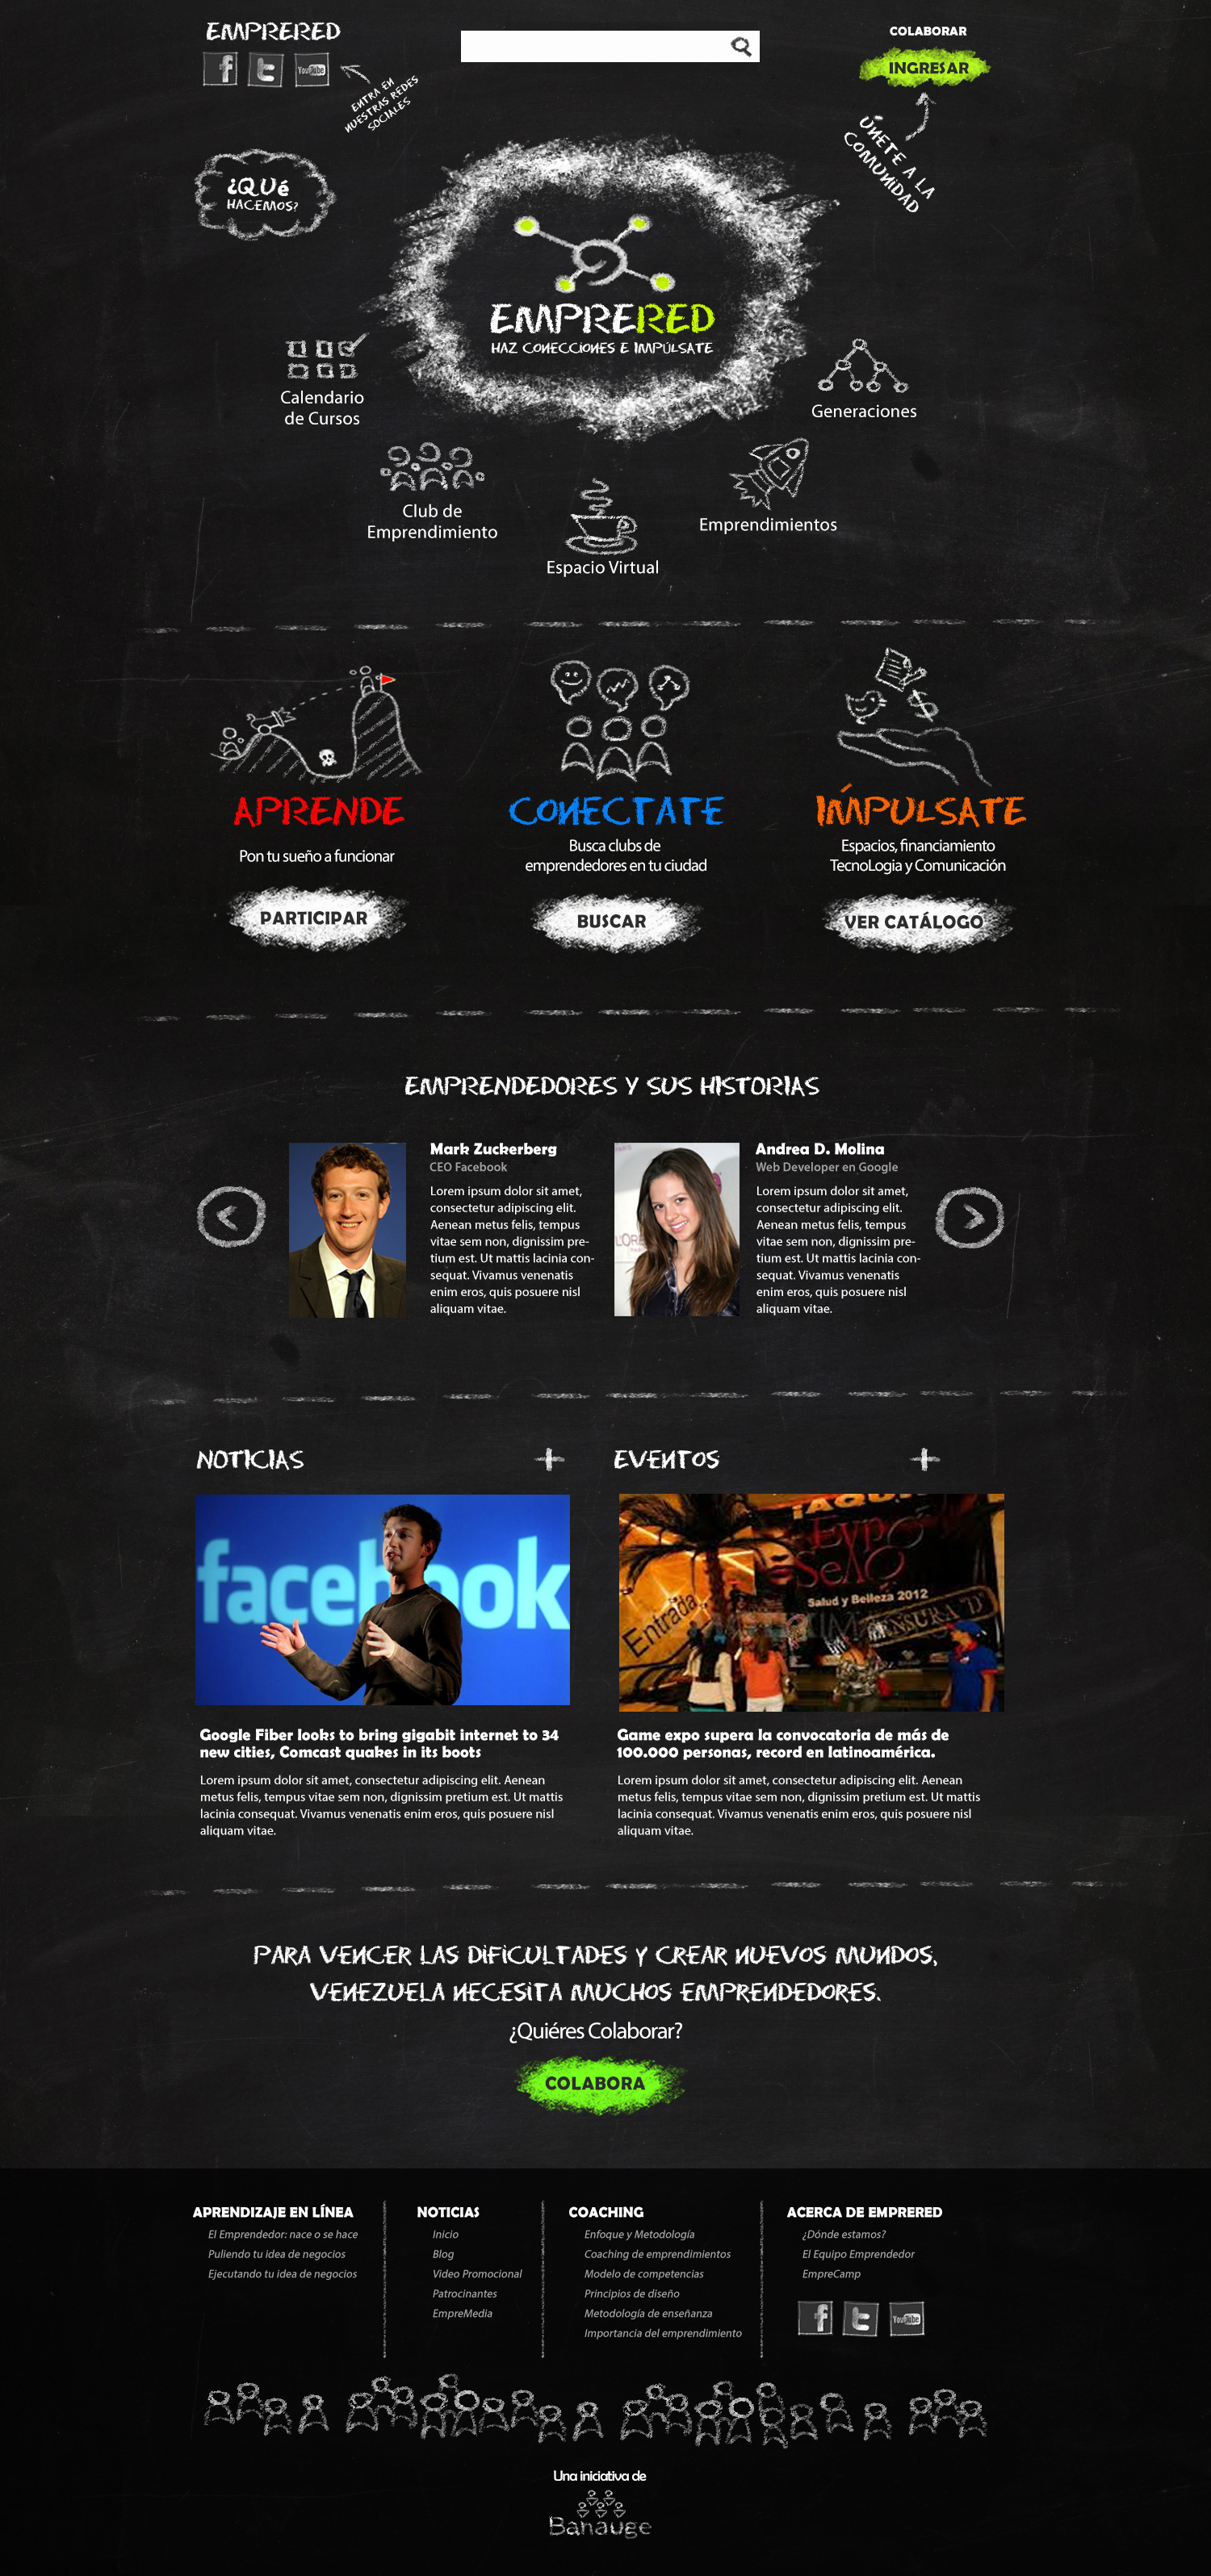 EMPRERED
COLABORAR
INGRESAR
f
t
YouTube
ENTRA EN
NUESTRAS REDES
SOCIALES
ÚNETE A LA
COMUNIDAD
¿QUé
HACEMOS?
EMPRERED
HAZ CONECCIONES E IMPÚLSATE
Calendario
de Cursos
Generaciones
Club de
Emprendimiento
Emprendimientos
Espacio Virtual
APRENDE
CONECTATE
IMPÚLSATE
Pon tu sueño a funcionar
Busca clubs de
emprendedores en tu ciudad
Espacios, financiamiento
TecnoLogia y Comunicación
PARTICIPAR
BUSCAR
VER CATÁLOGO
EMPRENDEDORES Y SUS HISTORIAS
Mark Zuckerberg
CEO Facebook
Lorem ipsum dolor sit amet,
consectetur adipiscing elit.
Aenean metus felis, tempus
vitae sem non, dignissim pre-
tium est. Ut mattis lacinia con-
sequat. Vivamus venenatis
enim eros, quis posuere nisl
aliquam vitae.
Andrea D. Molina
Web Developer en Google
Lorem ipsum dolor sit amet,
consectetur adipiscing elit.
Aenean metus felis, tempus
vitae sem non, dignissim pre-
tium est. Ut mattis lacinia con-
sequat. Vivamus venenatis
enim eros, quis posuere nisl
aliquam vitae.
NOTICIAS +
EVENTOS +
facebook
EXPO
SEXO
Salud y Belleza 2012
Entrada
Google Fiber looks to bring gigabit internet to 34
new cities, Comcast quakes in its boots
Lorem ipsum dolor sit amet, consectetur adipiscing elit. Aenean
metus felis, tempus vitae sem non, dignissim pretium est. Ut mattis
lacinia consequat. Vivamus venenatis enim eros, quis posuere nisl
aliquam vitae.
Game expo supera la convocatoria de más de
100.000 personas, record en latinoamérica.
Lorem ipsum dolor sit amet, consectetur adipiscing elit. Aenean
metus felis, tempus vitae sem non, dignissim pretium est. Ut mattis
lacinia consequat. Vivamus venenatis enim eros, quis posuere nisl
aliquam vitae.
PARA VENCER LAS DIFICULTADES Y CREAR NUEVOS MUNDOS,
VENEZUELA NECESITA MUCHOS EMPRENDEDORES.
¿Quiéres Colaborar?
COLABORA
APRENDIZAJE EN LÍNEA
El Emprendedor: nace o se hace
Puliendo tu idea de negocios
Ejecutando tu idea de negocios
NOTICIAS
Inicio
Blog
Video Promocional
Patrocinantes
EmpreMedia
COACHING
Enfoque y Metodología
Coaching de emprendimientos
Modelo de competencias
Principios de diseño
Metodología de enseñanza
Importancia del emprendimiento
ACERCA DE EMPRERED
¿Dónde estamos?
El Equipo Emprendedor
EmpreCamp
f
t
YouTube
Una iniciativa de
Banauge